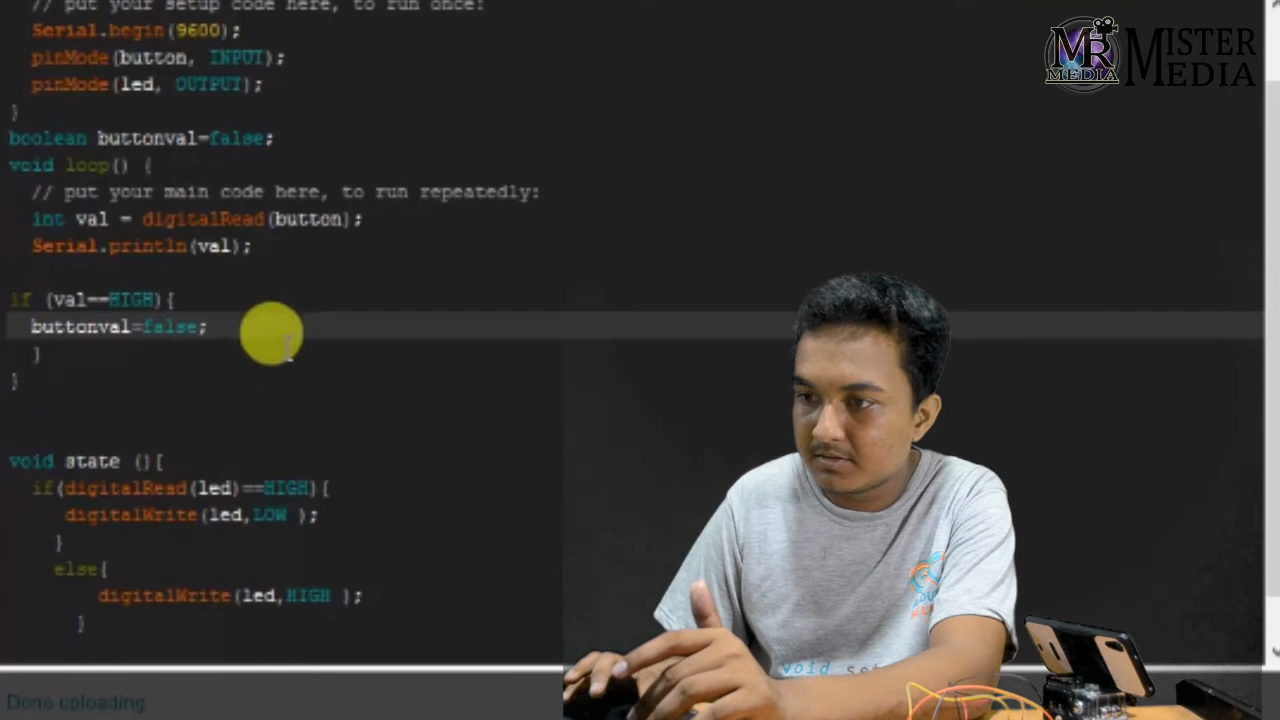 // put your setup code here, to run once:
Serial.begin(9600);
pinMode(button, INPUT);
pinMode(led, OUTPUT);
}
boolean buttonval=false;
void loop() {
// put your main code here, to run repeatedly:
int val = digitalRead(button);
Serial.println(val);
if (val==HIGH){
buttonval=false;
}
}
void state (){
if(digitalRead(led)==HIGH){
digitalWrite(led,LOW );
}
else{
digitalWrite(led,HIGH );
}
Done uploading
MR
MEDIA
MISTER
MEDIA
void set